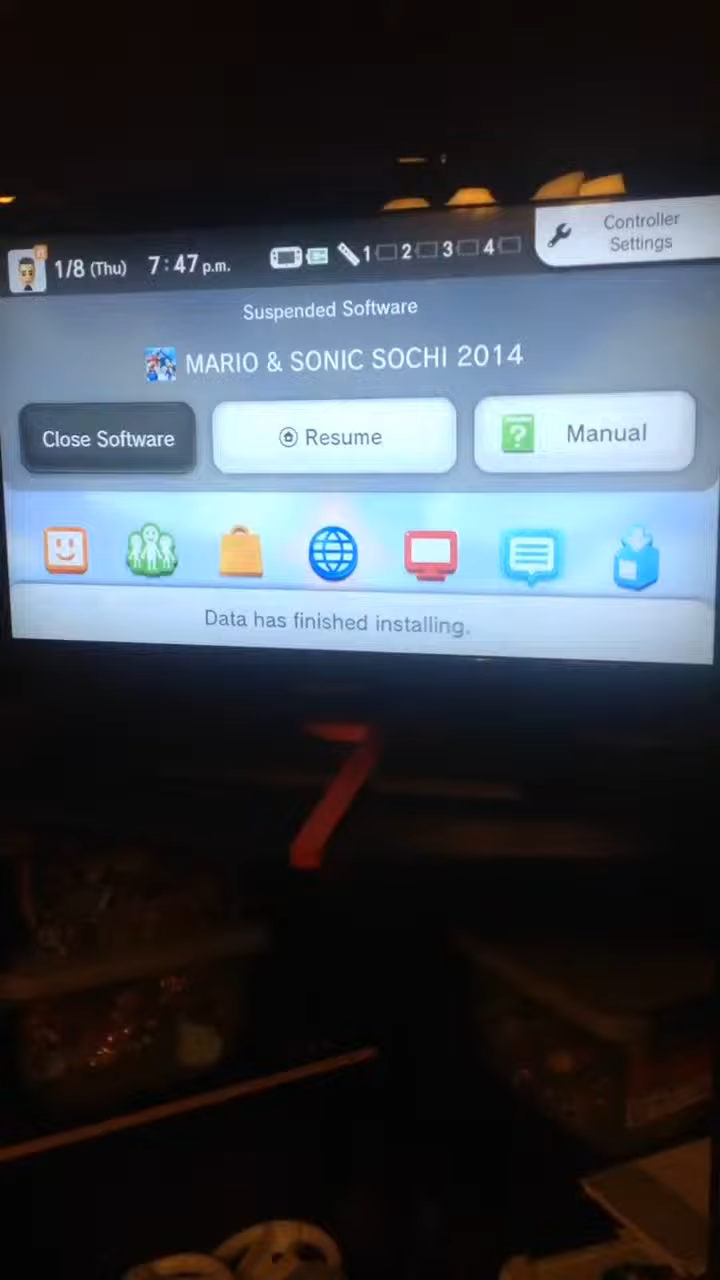 1/8 (Thu) 7:47 p.m. 1 2 3 4
Controller
Settings
Suspended Software
MARIO & SONIC SOCHI 2014
Close Software
Resume
? Manual
Data has finished installing.
7